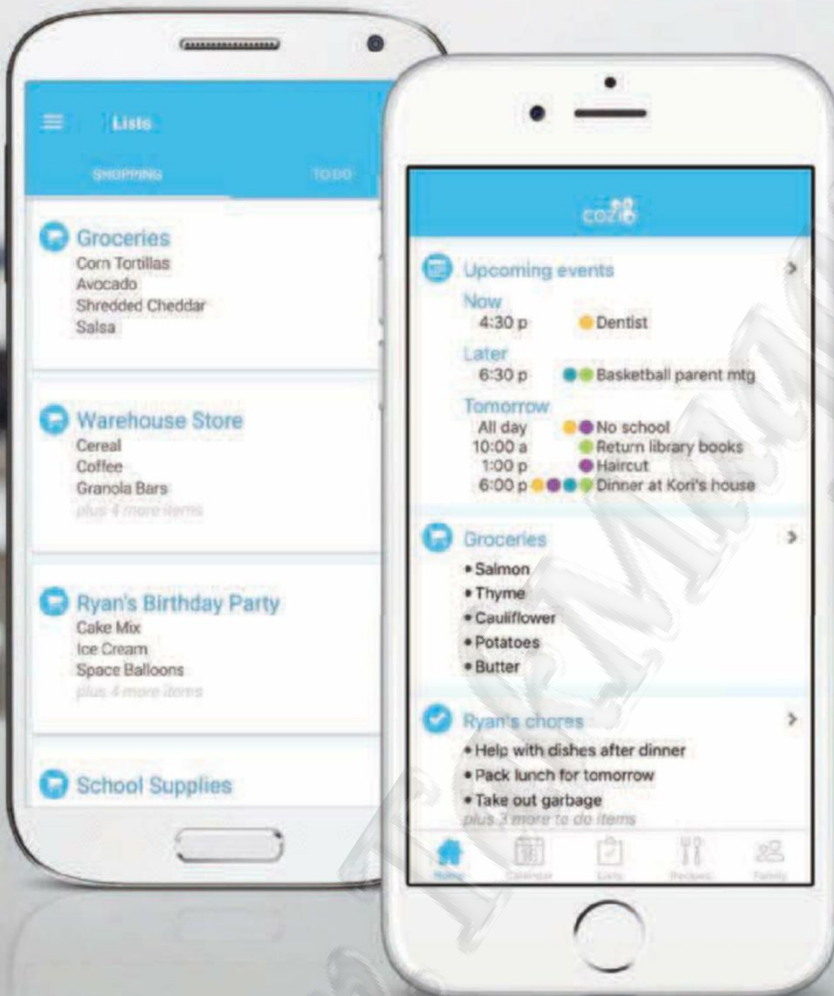 Lists
SHOPPING
TO DO
Groceries
Corn Tortillas
Avocado
Shredded Cheddar
Salsa
Warehouse Store
Cereal
Coffee
Granola Bars
plus 4 more items
Ryan's Birthday Party
Cake Mix
Ice Cream
Space Balloons
plus 4 more items
School Supplies
cozi
Upcoming events
Now
4:30 p Dentist
Later
6:30 p Basketball parent mtg
Tomorrow
All day No school
10:00 a Return library books
1:00 p Haircut
6:00 p Dinner at Kori's house
Groceries
• Salmon
• Thyme
• Cauliflower
• Potatoes
• Butter
Ryan's chores
• Help with dishes after dinner
• Pack lunch for tomorrow
• Take out garbage
plus 3 more to do items
Home Calendar Lists Recipes Family